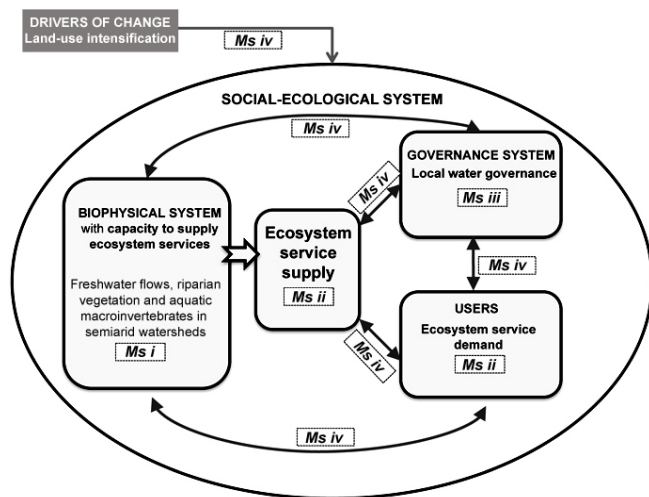 DRIVERS OF CHANGE
Land-use intensification
Ms iv
SOCIAL-ECOLOGICAL SYSTEM
Ms iv
GOVERNANCE SYSTEM
Local water governance
Ms iii
Ms iv
BIOPHYSICAL SYSTEM
with capacity to supply
ecosystem services
Freshwater flows, riparian
vegetation and aquatic
macroinvertebrates in
semiarid watersheds
Ms i
Ecosystem
service
supply
Ms ii
Ms iv
USERS
Ecosystem service
demand
Ms ii
Ms iv
Ms iv